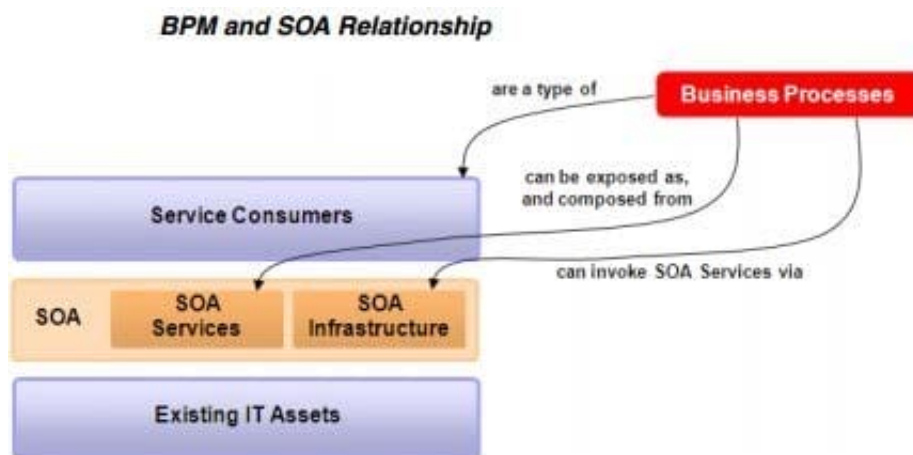 BPM and SOA Relationship
are a type of
Business Processes
can be exposed as,
and composed from
Service Consumers
can invoke SOA Services via
SOA
SOA
Services
SOA
Infrastructure
Existing IT Assets